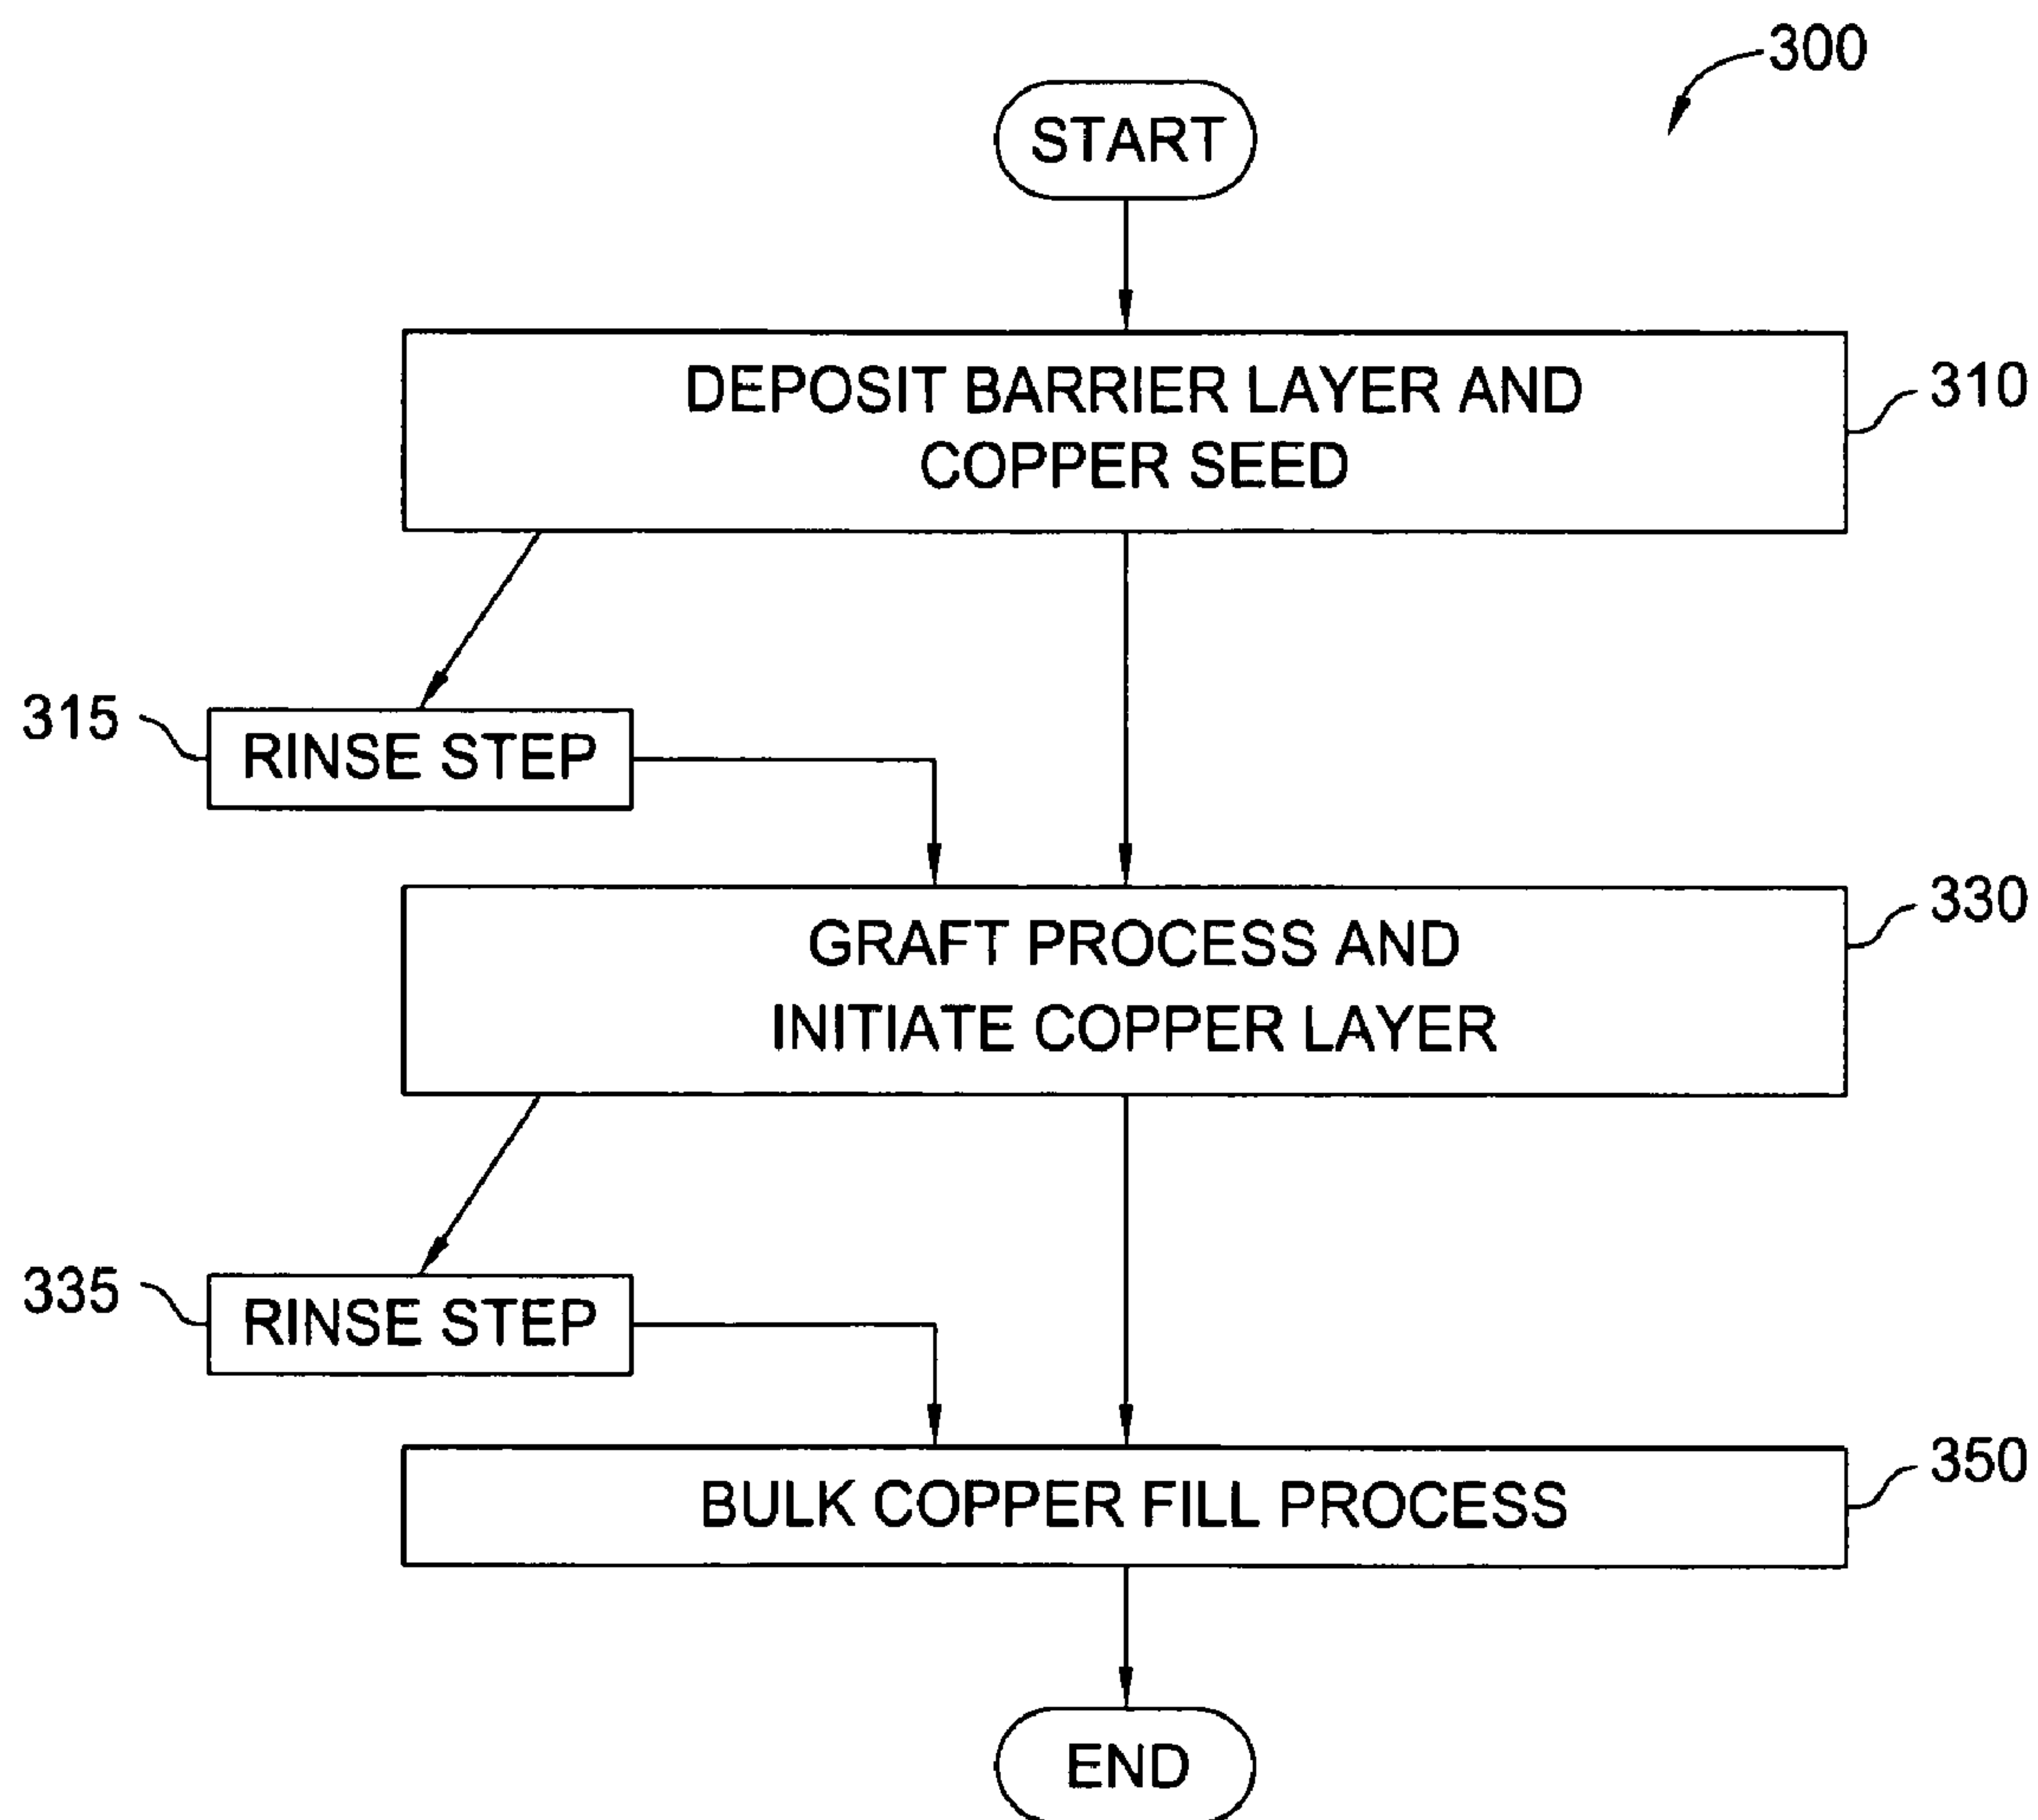 300
START
DEPOSIT BARRIER LAYER AND
COPPER SEED
310
315
RINSE STEP
GRAFT PROCESS AND
INITIATE COPPER LAYER
330
335
RINSE STEP
BULK COPPER FILL PROCESS
350
END